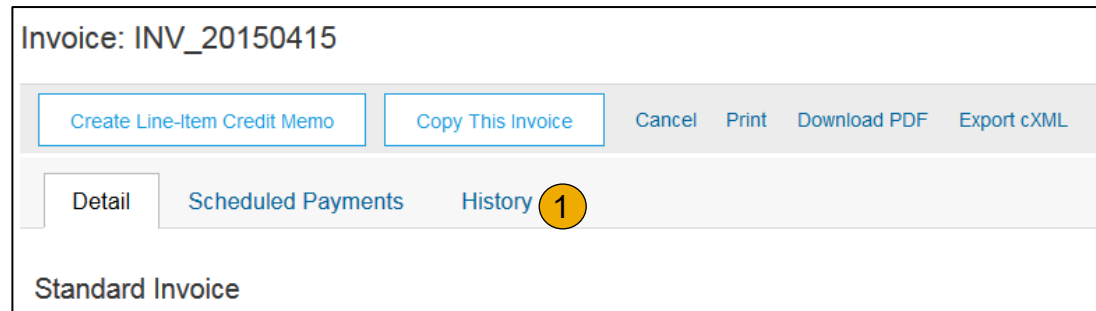 Invoice: INV_20150415
Create Line-Item Credit Memo Copy This Invoice Cancel Print Download PDF Export cXML
Detail Scheduled Payments History 1
Standard Invoice